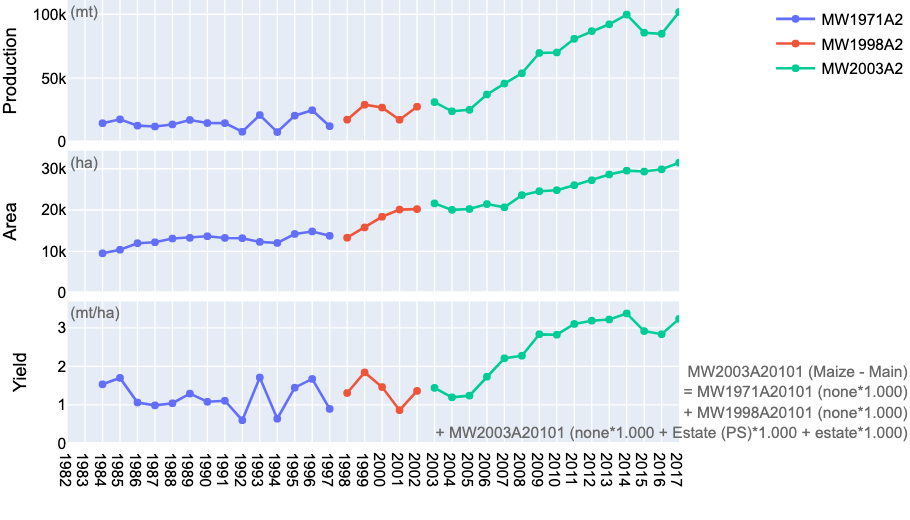 (mt)
100k
50k
0
Production
MW1971A2
MW1998A2
MW2003A2
(ha)
30k
20k
10k
0
Area
(mt/ha)
3
2
1
0
Yield
MW2003A20101 (Maize - Main)
= MW1971A20101 (none*1.000)
+ MW1998A20101 (none*1.000)
+ MW2003A20101 (none*1.000 + Estate (PS)*1.000 + estate*1.000)
1982
1983
1984
1985
1986
1987
1988
1989
1990
1991
1992
1993
1994
1995
1996
1997
1998
1999
2000
2001
2002
2003
2004
2005
2006
2007
2008
2009
2010
2011
2012
2013
2014
2015
2016
2017